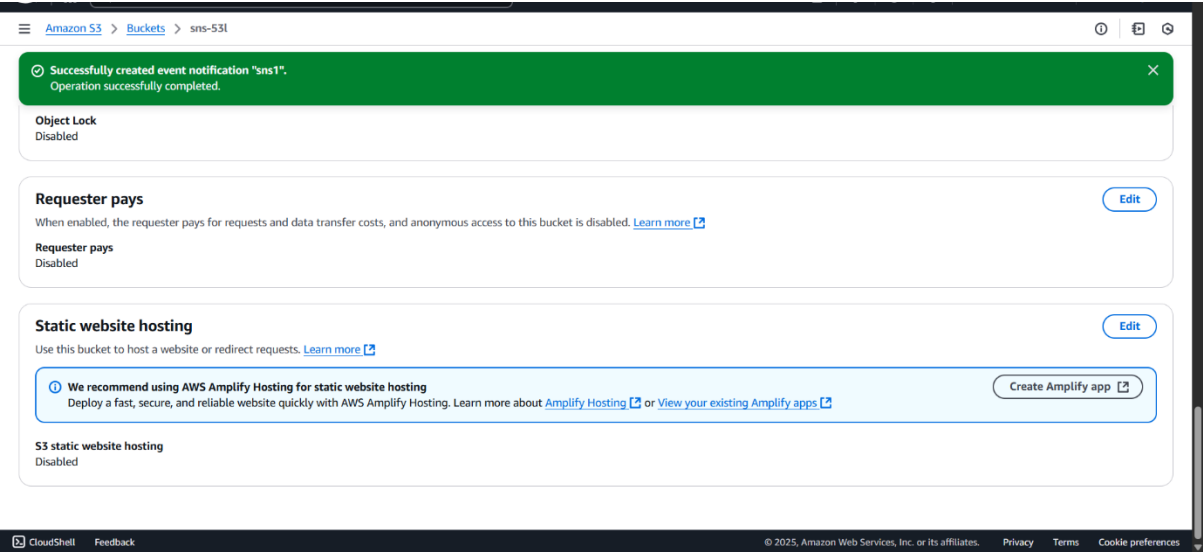 Amazon S3 > Buckets > sns-53l
Successfully created event notification "sns1".
Operation successfully completed.
Object Lock
Disabled
Requester pays
Edit
When enabled, the requester pays for requests and data transfer costs, and anonymous access to this bucket is disabled. Learn more
Requester pays
Disabled
Static website hosting
Edit
Use this bucket to host a website or redirect requests. Learn more
We recommend using AWS Amplify Hosting for static website hosting
Create Amplify app
Deploy a fast, secure, and reliable website quickly with AWS Amplify Hosting. Learn more about Amplify Hosting or View your existing Amplify apps
S3 static website hosting
Disabled
CloudShell Feedback © 2025, Amazon Web Services, Inc. or its affiliates. Privacy Terms Cookie preferences